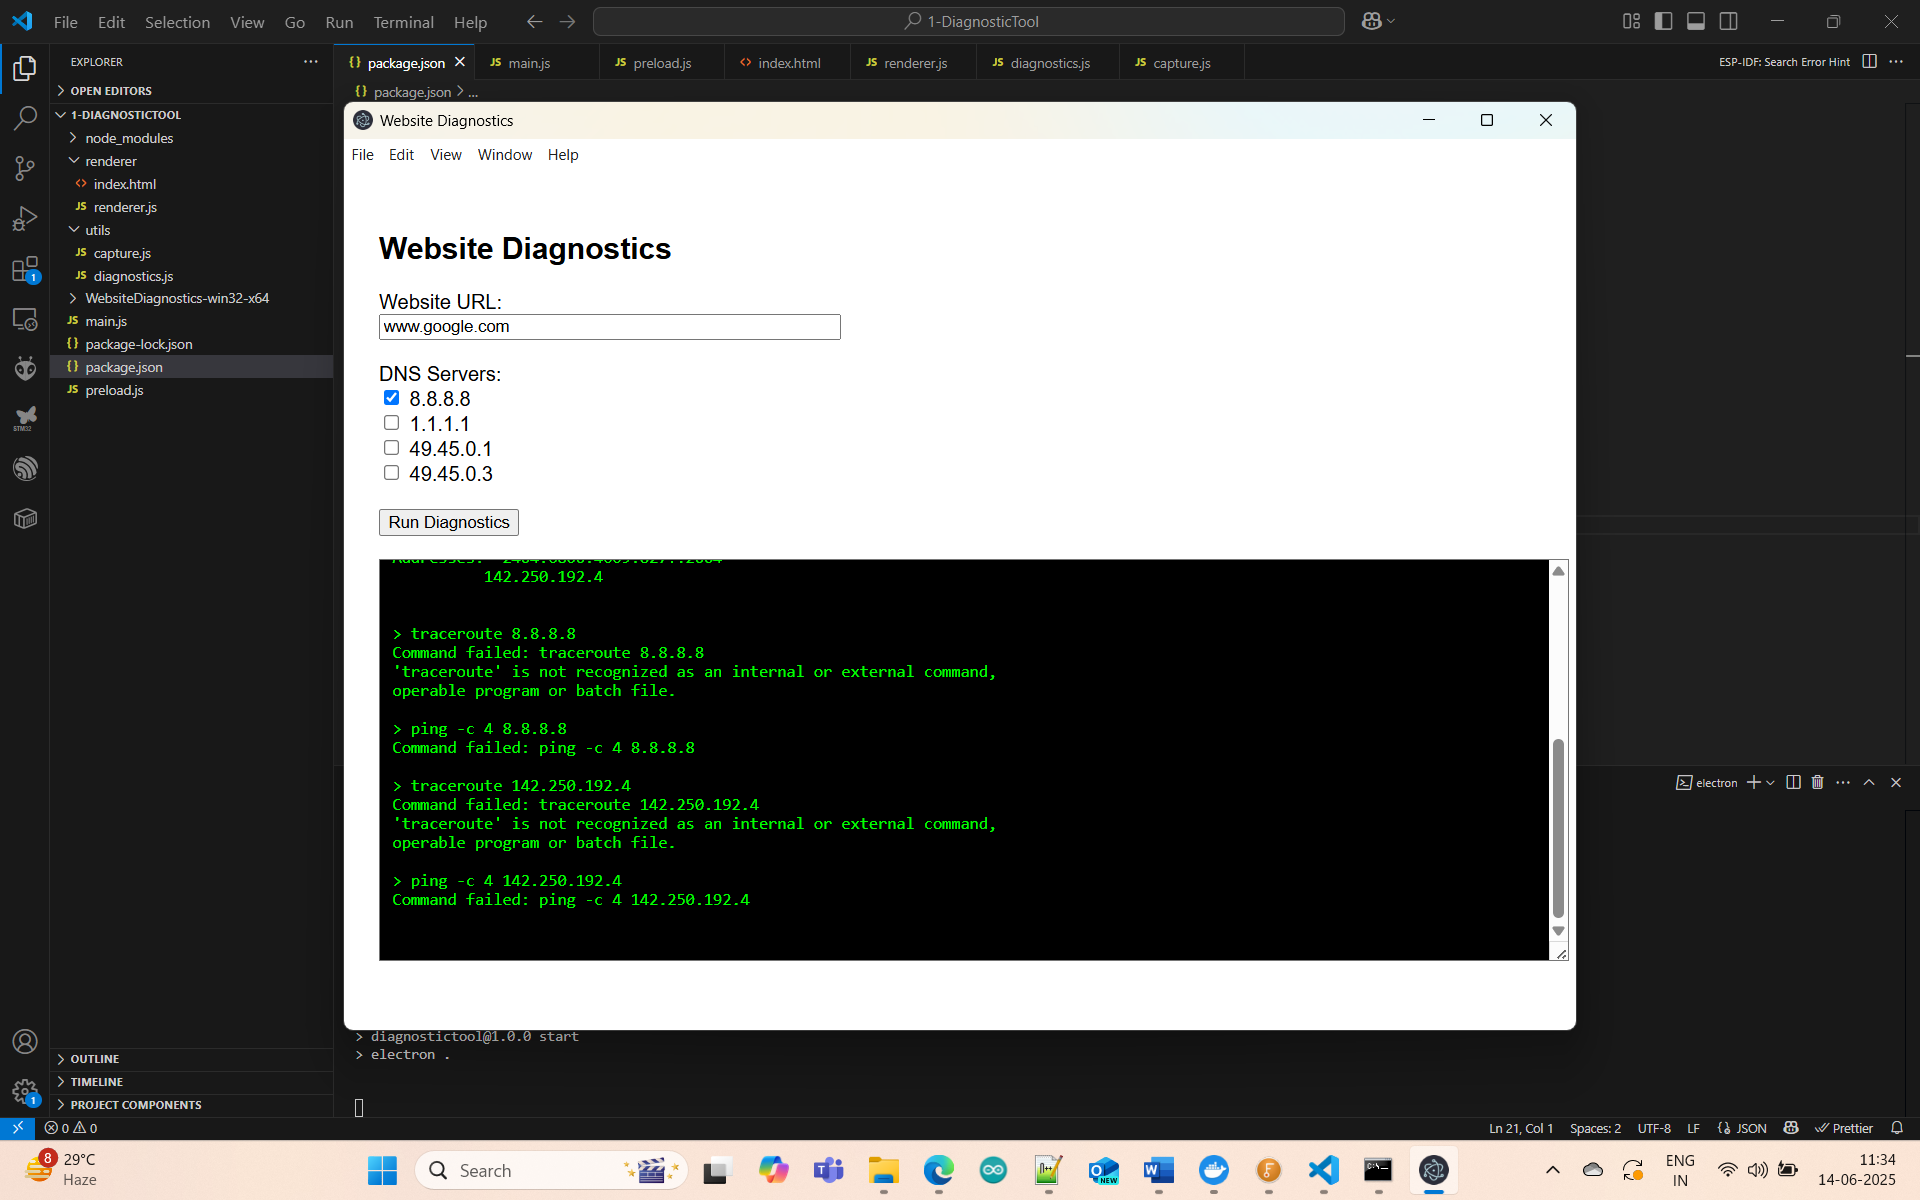 File Edit Selection View Go Run Terminal Help
1-DiagnosticTool
EXPLORER
OPEN EDITORS
1-DIAGNOSTICTOOL
node_modules
renderer
index.html
renderer.js
utils
capture.js
diagnostics.js
WebsiteDiagnostics-win32-x64
main.js
package-lock.json
package.json
preload.js
STM32
1
OUTLINE
TIMELINE
PROJECT COMPONENTS
1
package.json main.js preload.js index.html renderer.js diagnostics.js capture.js
ESP-IDF: Search Error Hint
package.json > ...
Website Diagnostics
File Edit View Window Help
Website Diagnostics
Website URL:
www.google.com
DNS Servers:
8.8.8.8
1.1.1.1
49.45.0.1
49.45.0.3
Run Diagnostics
142.250.192.4
> traceroute 8.8.8.8
Command failed: traceroute 8.8.8.8
'traceroute' is not recognized as an internal or external command,
operable program or batch file.
> ping -c 4 8.8.8.8
Command failed: ping -c 4 8.8.8.8
> traceroute 142.250.192.4
Command failed: traceroute 142.250.192.4
'traceroute' is not recognized as an internal or external command,
operable program or batch file.
> ping -c 4 142.250.192.4
Command failed: ping -c 4 142.250.192.4
electron
> diagnostictool@1.0.0 start
> electron .
0 0
Ln 21, Col 1 Spaces: 2 UTF-8 LF JSON Prettier
8
29°C
Haze
Search
NEW
ENG
IN
11:34
14-06-2025